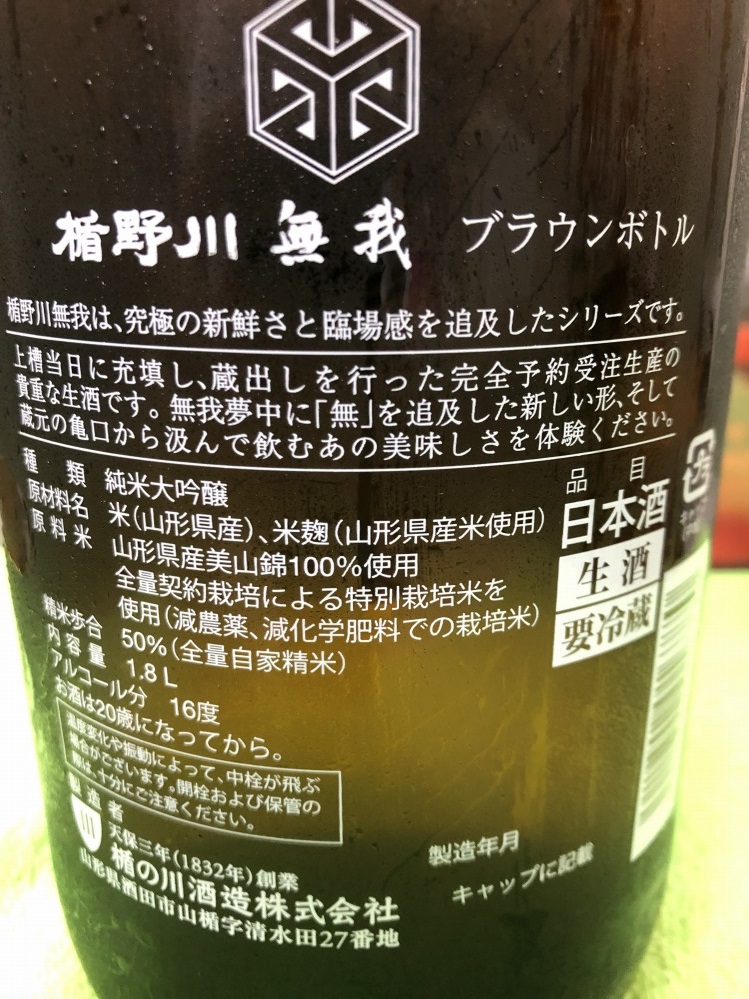 楯野川 無我 ブラウンボトル
楯野川無我は、究極の新鮮さと臨場感を追及したシリーズです。
上槽当日に充填し、蔵出しを行った完全予約受注生産の
貴重な生酒です。無我夢中に「無」を追及した新しい形、そして
蔵元の亀口から汲んで飲むあの美味しさを体験ください。
種類 純米大吟醸
原材料名 米(山形県産)、米麹(山形県産米使用)
原料米 山形県産美山錦100%使用
全量契約栽培による特別栽培米を
使用(減農薬、減化学肥料での栽培米)
精米歩合 50%(全量自家精米)
内容量 1.8L
アルコール分 16度
お酒は20歳になってから。
品目
日本酒
生酒
要冷蔵
温度変化や振動によって、中栓が飛ぶ
場合がございます。開栓および保管の
際は、十分にご注意ください。
製造者
天保三年(1832年)創業
楯の川酒造株式会社
山形県酒田市山楯字清水田27番地
製造年月
キャップに記載